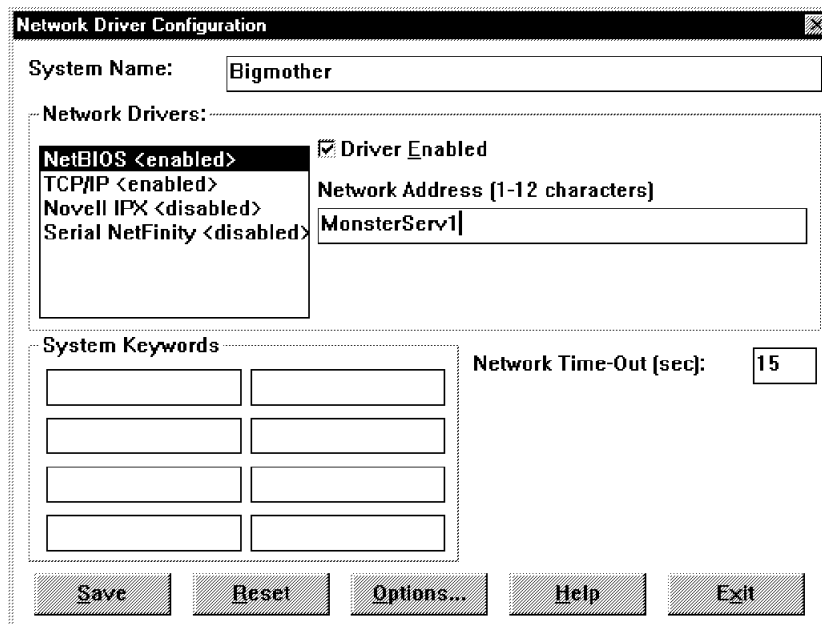 Network Driver Configuration
System Name: Bigmother
Network Drivers:
NetBIOS <enabled>
TCP/IP <enabled>
Novell IPX <disabled>
Serial NetFinity <disabled>
Driver Enabled
Network Address (1-12 characters)
MonsterServ1
System Keywords
Network Time-Out (sec): 15
Save Reset Options... Help Exit